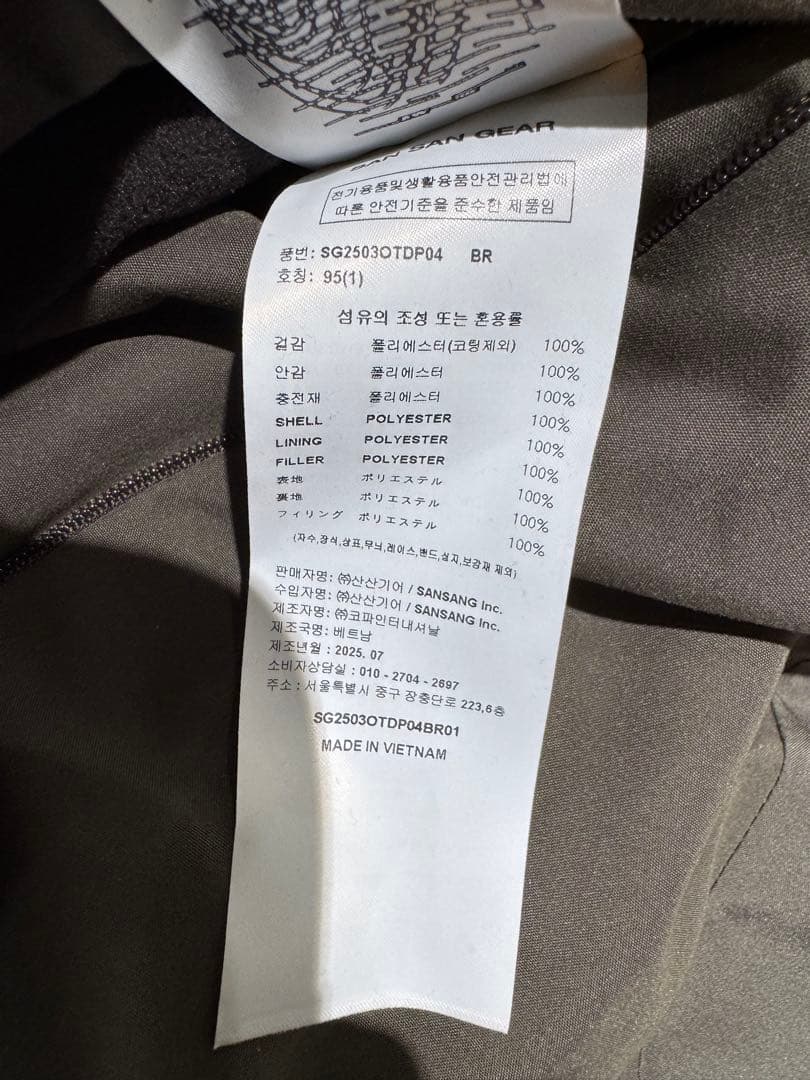 SAN SAN GEAR
전기용품및생활용품안전관리법에
따른 안전기준을 준수한 제품임
품번: SG2503OTDP04 BR
호칭: 95(1)
섬유의 조성 또는 혼용률
겉감 폴리에스터(코팅제외) 100%
안감 폴리에스터 100%
충전재 폴리에스터 100%
SHELL POLYESTER 100%
LINING POLYESTER 100%
FILLER POLYESTER 100%
表地 ポリエステル 100%
裏地 ポリエステル 100%
フィリング ポリエステル 100%
(자수,장식,상표,무늬,레이스,밴드,심지,보강재 제외)
판매자명: ㈜산산기어 / SANSANG Inc.
수입자명: ㈜산산기어 / SANSANG Inc.
제조자명: ㈜코파인터내셔날
제조국명: 베트남
제조년월 : 2025. 07
소비자상담실 : 010 - 2704 - 2697
주소 : 서울특별시 중구 장충단로 223,6층
SG2503OTDP04BR01
MADE IN VIETNAM